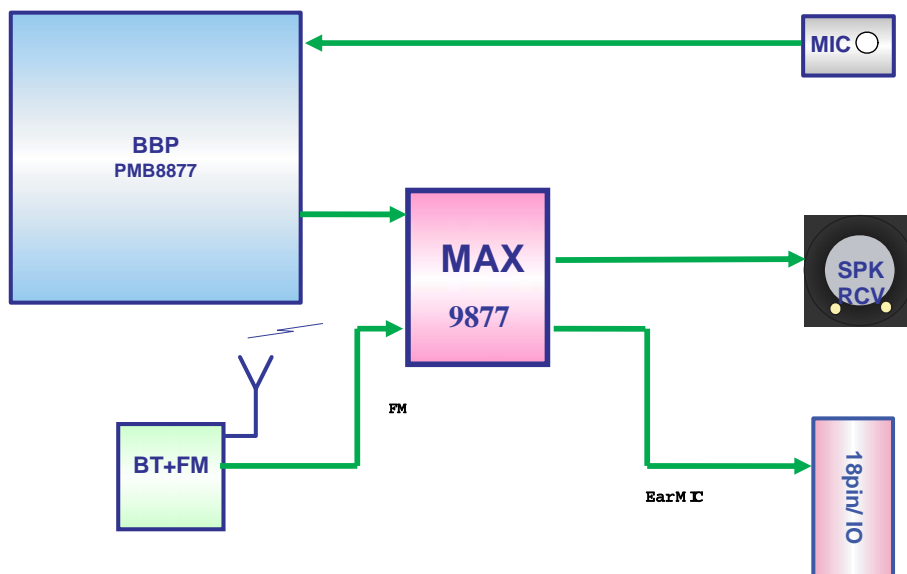 MIC
BBP
PMB8877
MAX
9877
SPK
RCV
FM
BT+FM
EarMIC
18pin/ IO